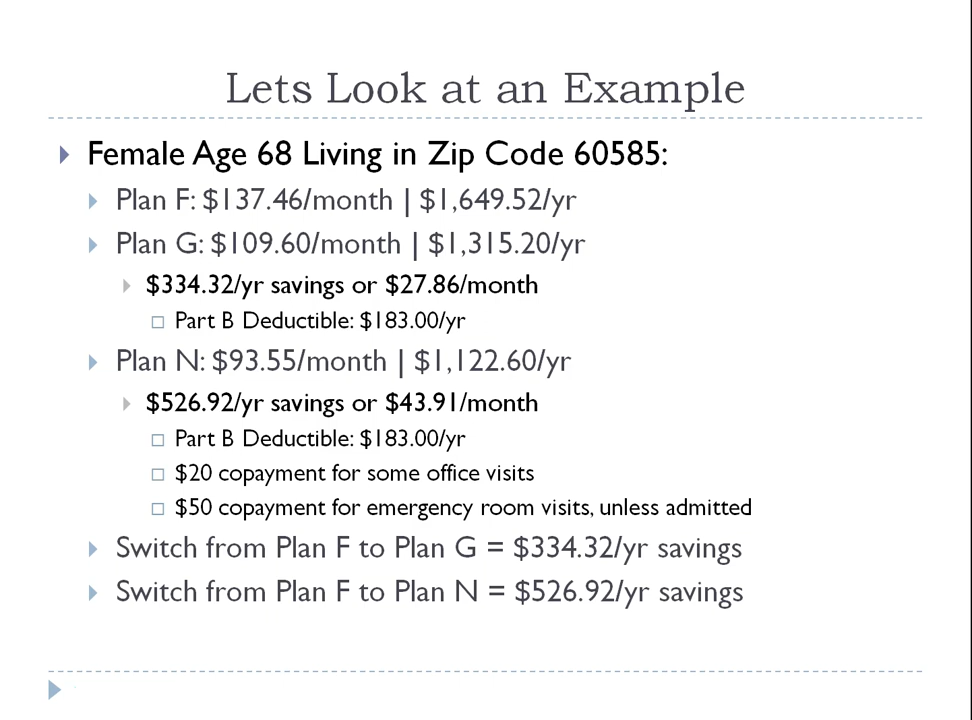 Lets Look at an Example
Female Age 68 Living in Zip Code 60585:
Plan F: $137.46/month | $1,649.52/yr
Plan G: $109.60/month | $1,315.20/yr
$334.32/yr savings or $27.86/month
Part B Deductible: $183.00/yr
Plan N: $93.55/month | $1,122.60/yr
$526.92/yr savings or $43.91/month
Part B Deductible: $183.00/yr
$20 copayment for some office visits
$50 copayment for emergency room visits, unless admitted
Switch from Plan F to Plan G = $334.32/yr savings
Switch from Plan F to Plan N = $526.92/yr savings